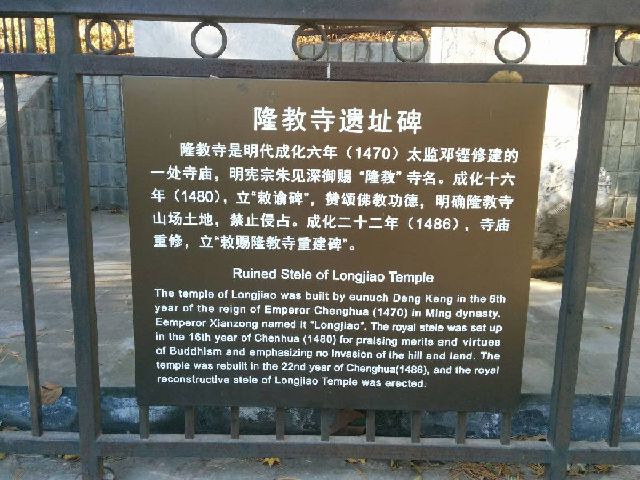 隆教寺遗址碑
隆教寺是明代成化六年（1470）太监邓铿修建的
一处寺庙，明宪宗朱见深御赐“隆教”寺名。成化十六
年（1480），立“敕谕碑”，赞颂佛教功德，明确隆教寺
山场土地，禁止侵占。成化二十二年（1486），寺庙
重修，立“敕赐隆教寺重建碑”。
Ruined Stele of Longjiao Temple
The temple of Longjiao was built by eunuch Deng Keng in the 6th
year of the reign of Emperor Chenghua (1470) in Ming dynasty.
Eemperor Xianzong named it "Longjiao". The royal stele was set up
in the 16th year of Chenhua (1480) for praising merits and virtues
of Buddhism and emphasizing no invasion of the hill and land. The
temple was rebuilt in the 22nd year of Chenghua(1486), and the royal
reconstructive stele of Longjiao Temple was erected.